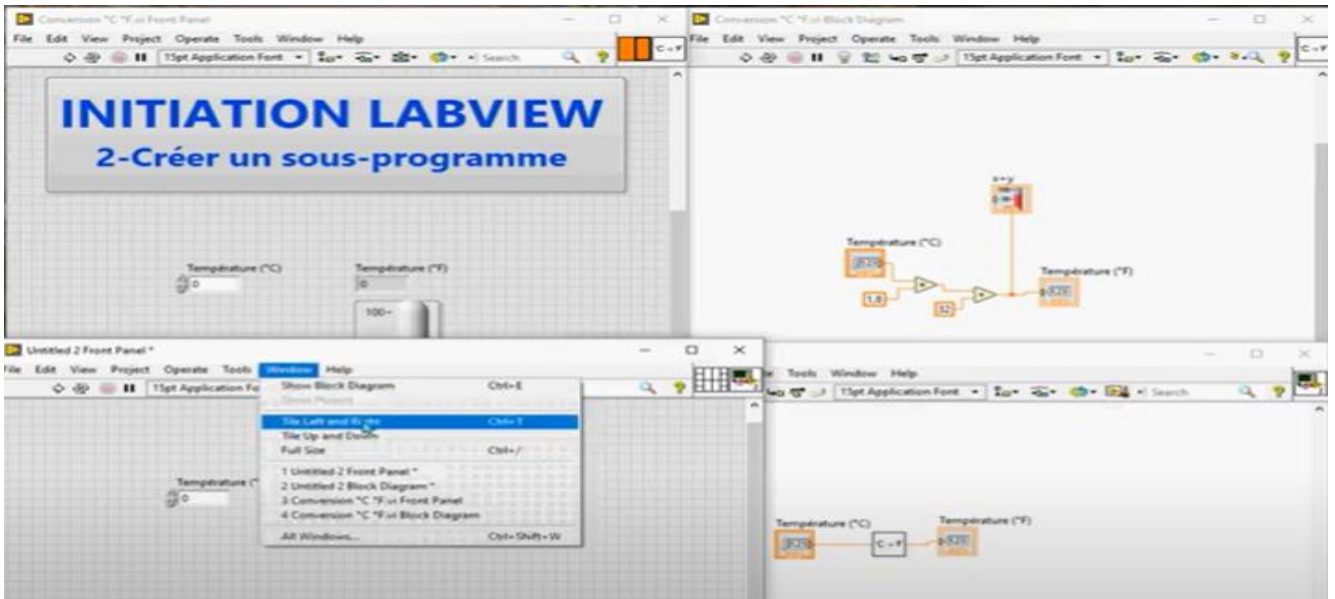 Conversion °C °F.vi Front Panel
File Edit View Project Operate Tools Window Help
15pt Application Font
Search
C→F
INITIATION LABVIEW
2-Créer un sous-programme
Température (°C)
0
Température (°F)
0
100-
Conversion °C °F.vi Block Diagram
File Edit View Project Operate Tools Window Help
15pt Application Font
C→F
Température (°C)
1,8
32
Température (°F)
Untitled 2 Front Panel *
File Edit View Project Operate Tools Window Help
15pt Application Fo
Show Block Diagram Ctrl+E
Tile Left and Right Ctrl+T
Tile Up and Down
Full Size Ctrl+/
1 Untitled 2 Front Panel *
2 Untitled 2 Block Diagram *
3 Conversion °C °F.vi Front Panel
4 Conversion °C °F.vi Block Diagram
All Windows... Ctrl+Shift+W
Température (°
0
Tools Window Help
15pt Application Font
Search
Température (°C)
C→F
Température (°F)